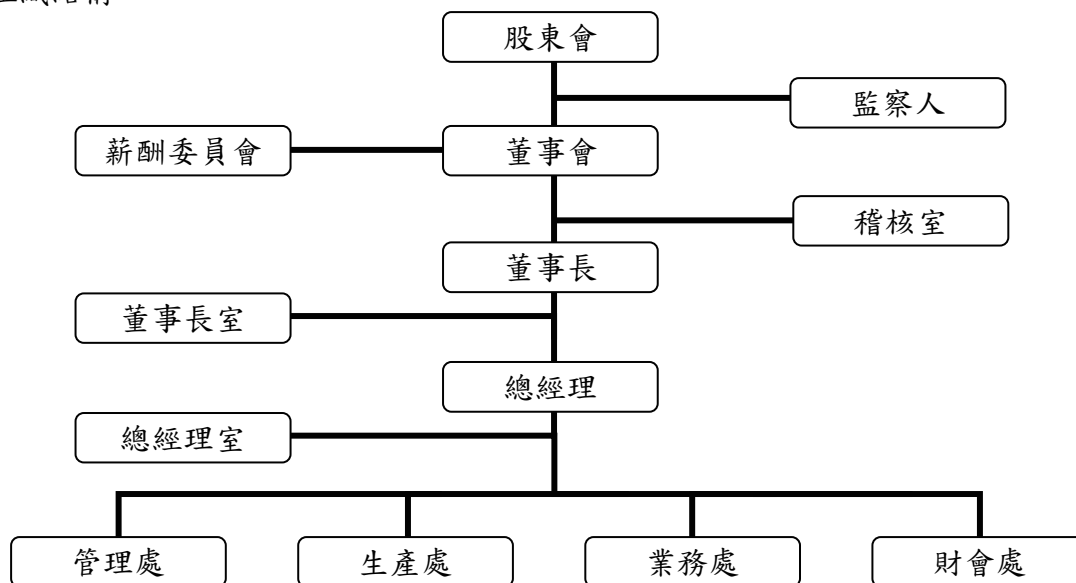 股東會
監察人
薪酬委員會
董事會
稽核室
董事長
董事長室
總經理
總經理室
管理處
生產處
業務處
財會處